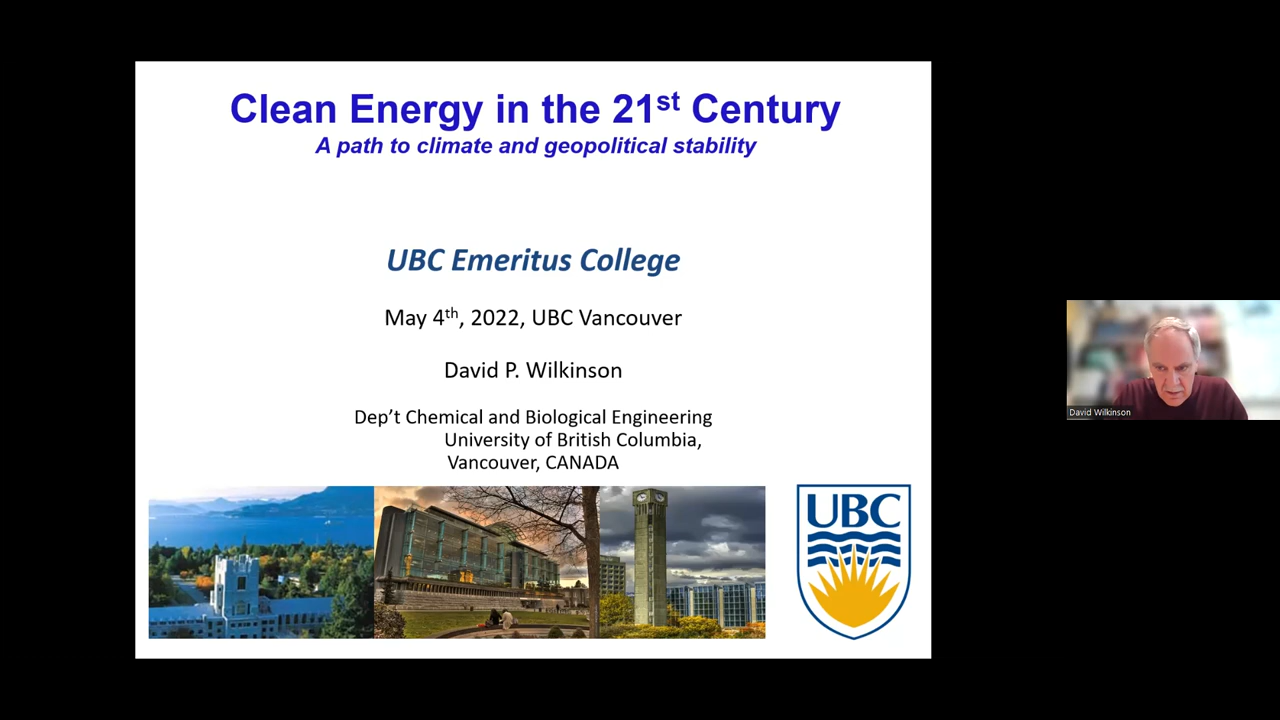 Clean Energy in the 21st Century
A path to climate and geopolitical stability
UBC Emeritus College
May 4th, 2022, UBC Vancouver
David P. Wilkinson
Dep't Chemical and Biological Engineering
University of British Columbia,
Vancouver, CANADA
UBC
David Wilkinson